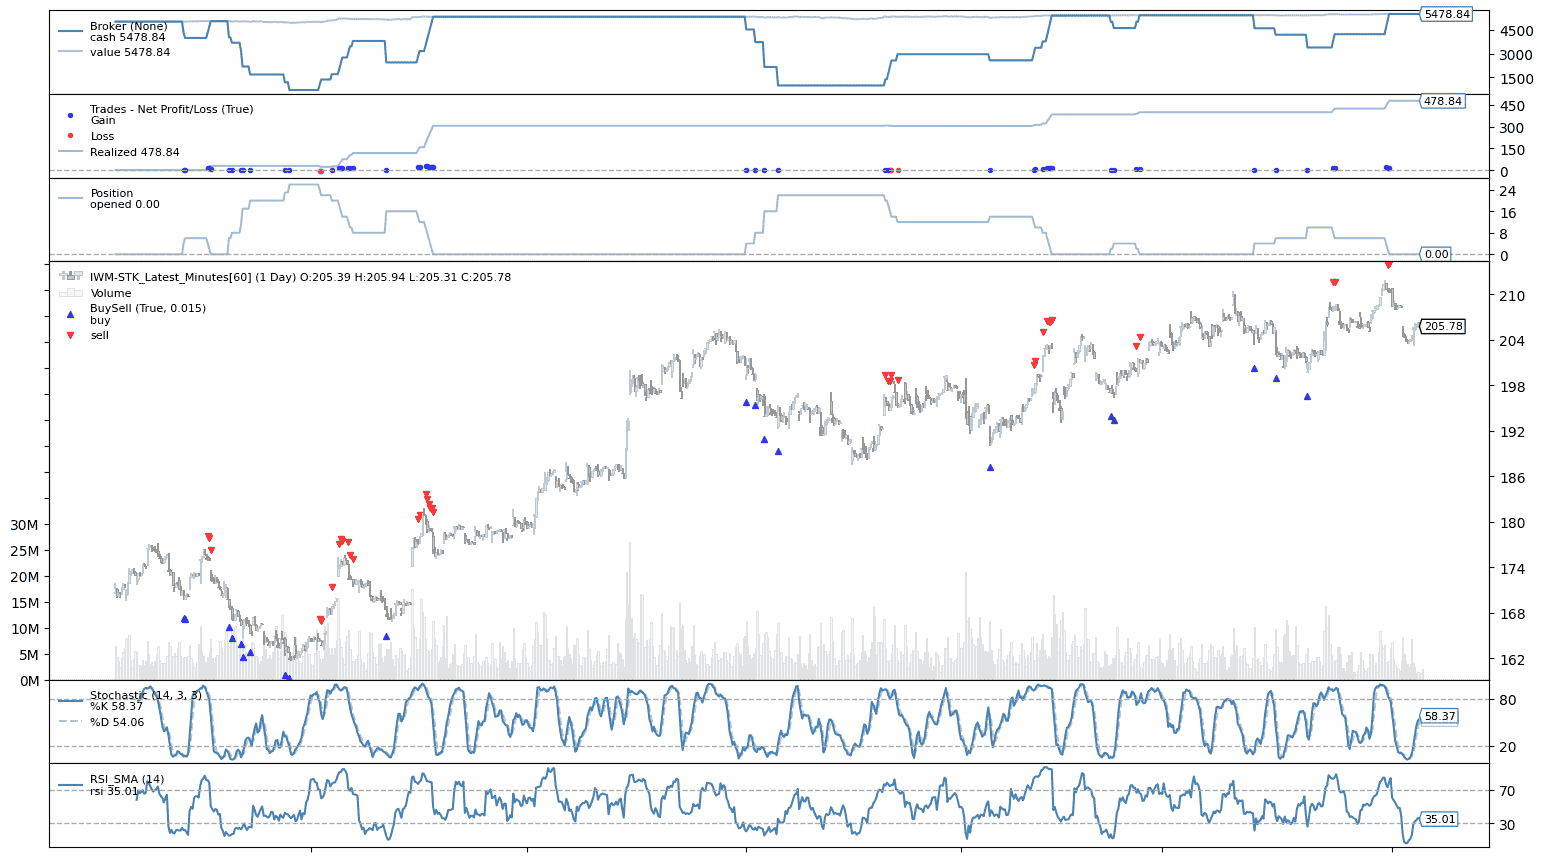 Broker (None)
cash 5478.84
value 5478.84
5478.84
4500
3000
1500
Trades - Net Profit/Loss (True)
Gain
Loss
Realized 478.84
478.84
450
300
150
0
Position
opened 0.00
24
16
8
0
0.00
IWM-STK_Latest_Minutes[60] (1 Day) O:205.39 H:205.94 L:205.31 C:205.78
Volume
BuySell (True, 0.015)
buy
sell
210
205.78
204
198
192
186
180
174
168
162
30M
25M
20M
15M
10M
5M
0M
Stochastic (14, 3, 3)
%K 58.37
%D 54.06
80
58.37
20
RSI_SMA (14)
rsi 35.01
70
35.01
30